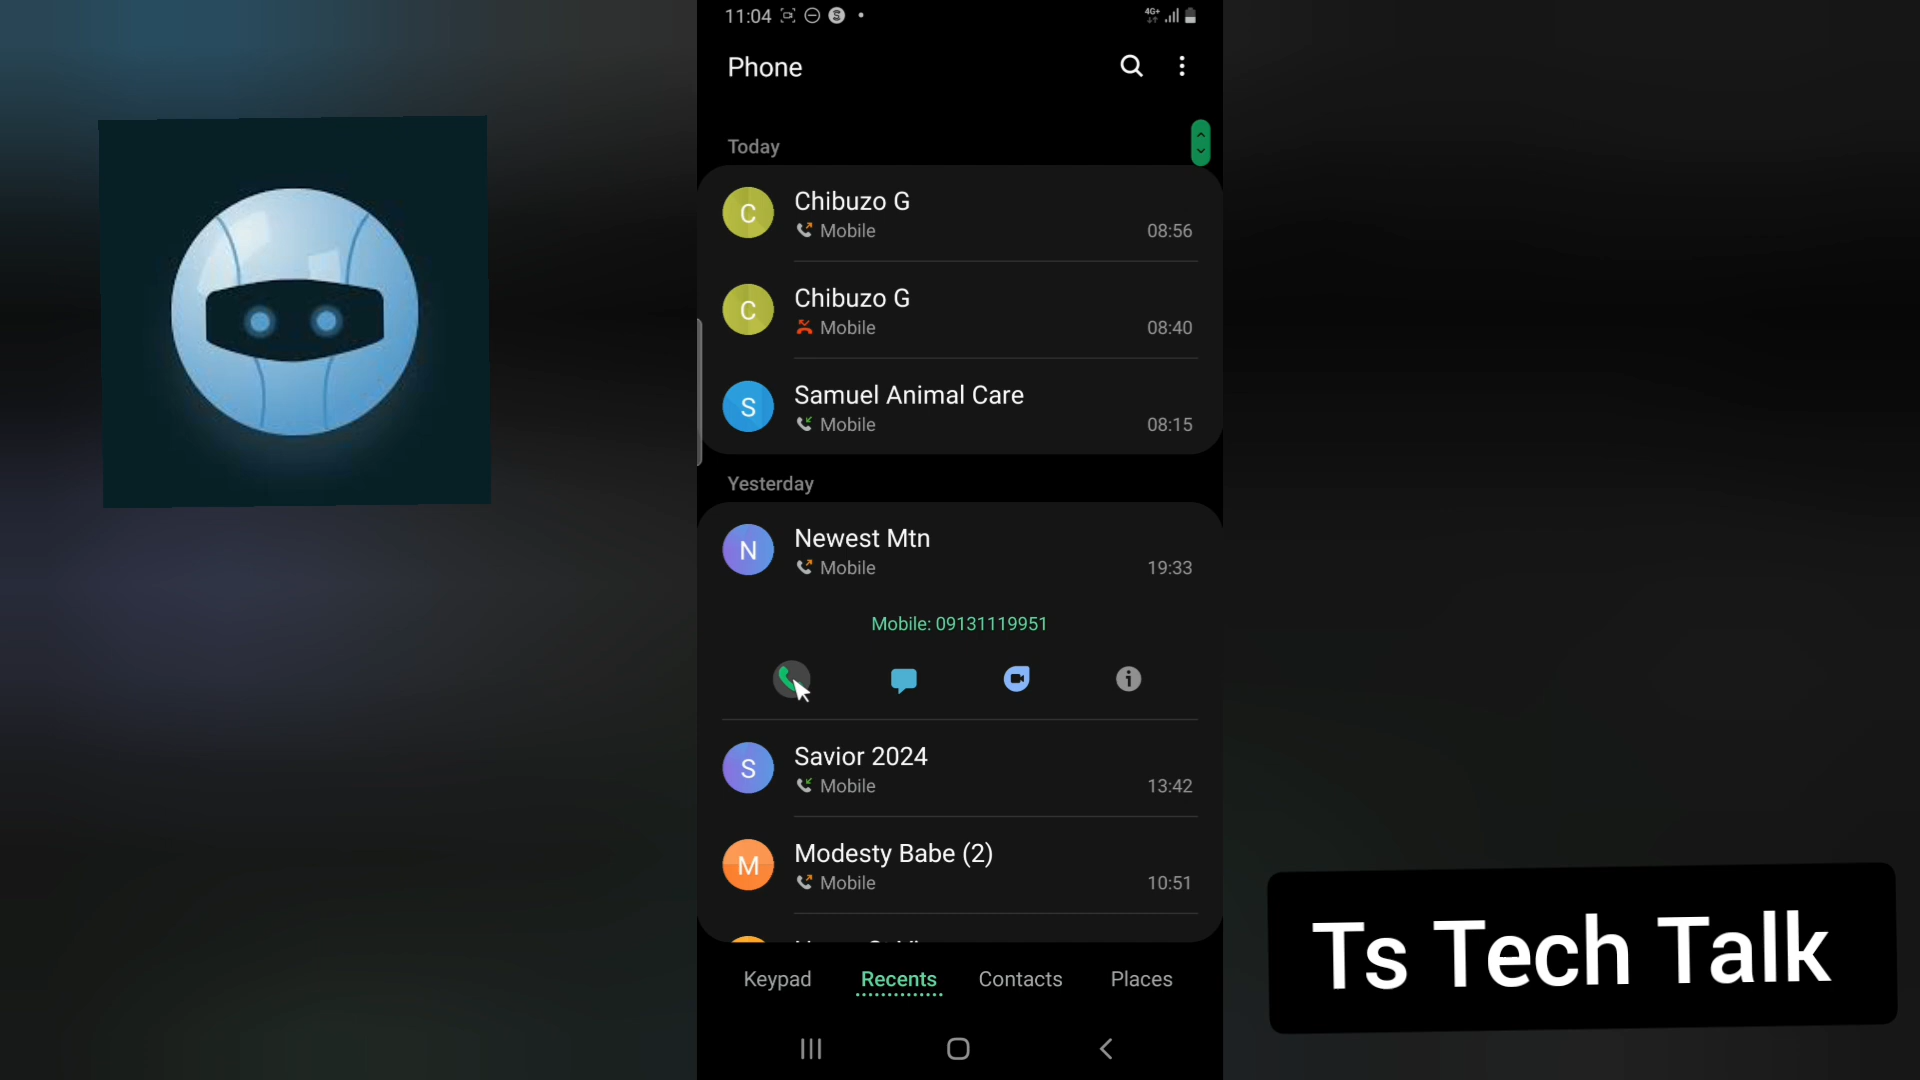 11:04
4G+
Phone
Today
C
Chibuzo G
Mobile
08:56
C
Chibuzo G
Mobile
08:40
S
Samuel Animal Care
Mobile
08:15
Yesterday
N
Newest Mtn
Mobile
19:33
Mobile: 09131119951
S
Savior 2024
Mobile
13:42
M
Modesty Babe (2)
Mobile
10:51
Keypad
Recents
Contacts
Places
Ts Tech Talk